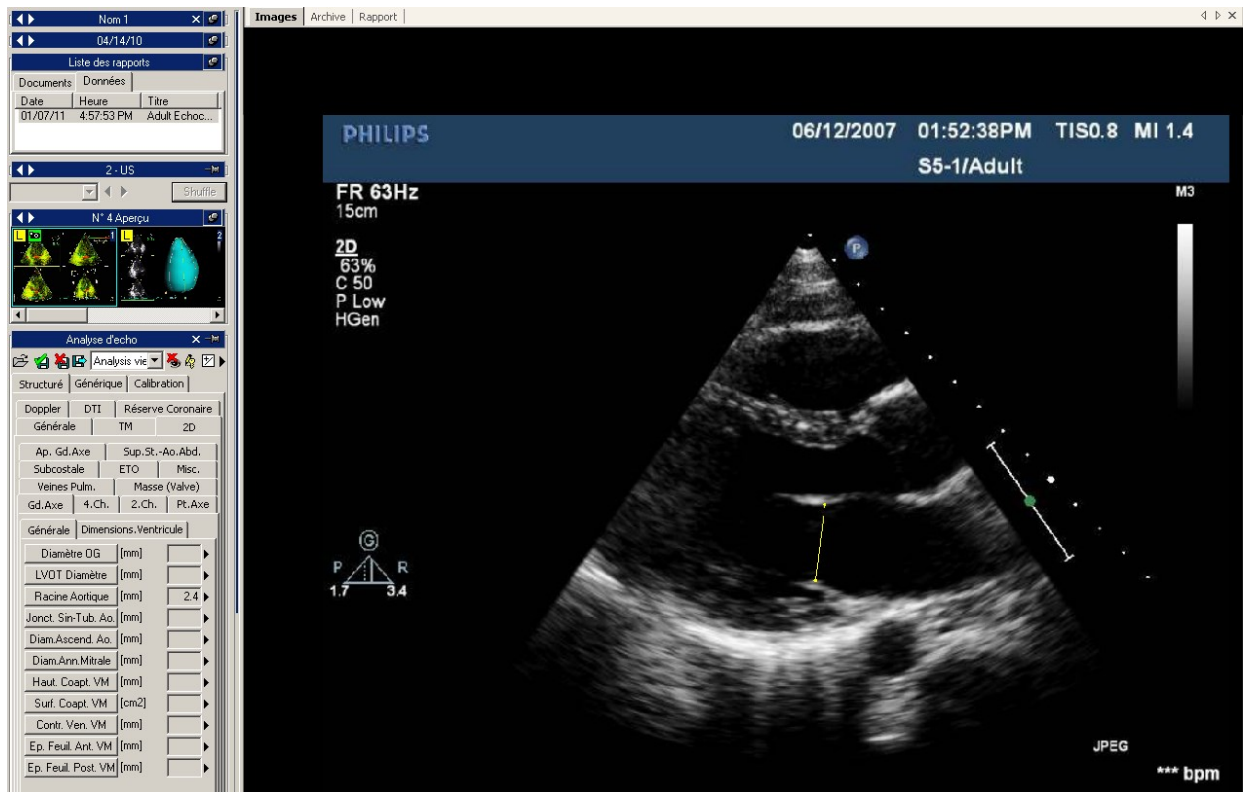 Nom 1
04/14/10
Liste des rapports
Documents Données
Date Heure Titre
01/07/11 4:57:53 PM Adult Echoc...
2 - US
Shuffle
N° 4 Aperçu
L L 1 2
Analyse d'echo
Analysis vie
Structuré Générique Calibration
Doppler DTI Réserve Coronaire
Générale TM 2D
Ap. Gd.Axe Sup.St.-Ao.Abd.
Subcostale ETO Misc.
Veines Pulm. Masse (Valve)
Gd.Axe 4.Ch. 2.Ch. Pt.Axe
Générale Dimensions.Ventricule
Diamètre OG [mm]
LVOT Diamètre [mm]
Racine Aortique [mm] 2.4
Jonct. Sin-Tub. Ao. [mm]
Diam.Ascend. Ao. [mm]
Diam.Ann.Mitrale [mm]
Haut. Coapt. VM [mm]
Surf. Coapt. VM [cm2]
Contr. Ven. VM [mm]
Ep. Feuil. Ant. VM [mm]
Ep. Feuil. Post. VM [mm]
Images Archive Rapport
PHILIPS 06/12/2007 01:52:38PM TIS0.8 MI 1.4
S5-1/Adult
FR 63Hz
15cm
M3
2D
63%
C 50
P Low
HGen
P
G
P R
1.7 3.4
JPEG
*** bpm